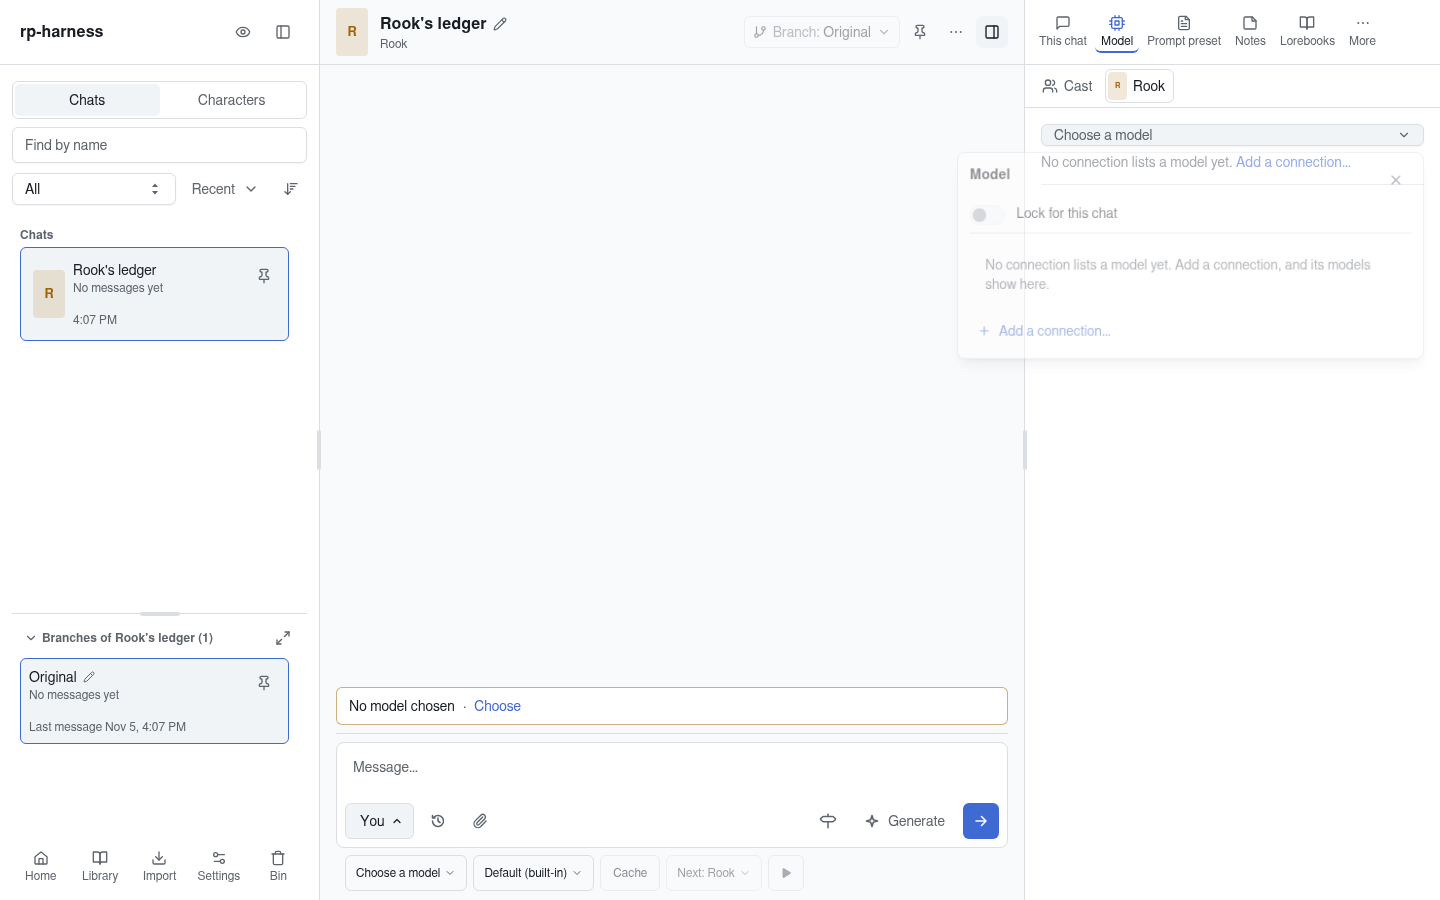 rp-harness
Chats
Characters
Find by name
All
Recent
Chats
R
Rook's ledger
No messages yet
4:07 PM
Branches of Rook's ledger (1)
Original
No messages yet
Last message Nov 5, 4:07 PM
Home
Library
Import
Settings
Bin
R
Rook's ledger
Rook
Branch: Original
No model chosen · Choose
Message...
You
Generate
Choose a model
Default (built-in)
Cache
Next: Rook
This chat
Model
Prompt preset
Notes
Lorebooks
More
Cast
R
Rook
Choose a model
No connection lists a model yet. Add a connection...
Model
Lock for this chat
No connection lists a model yet. Add a connection, and its models
show here.
Add a connection...